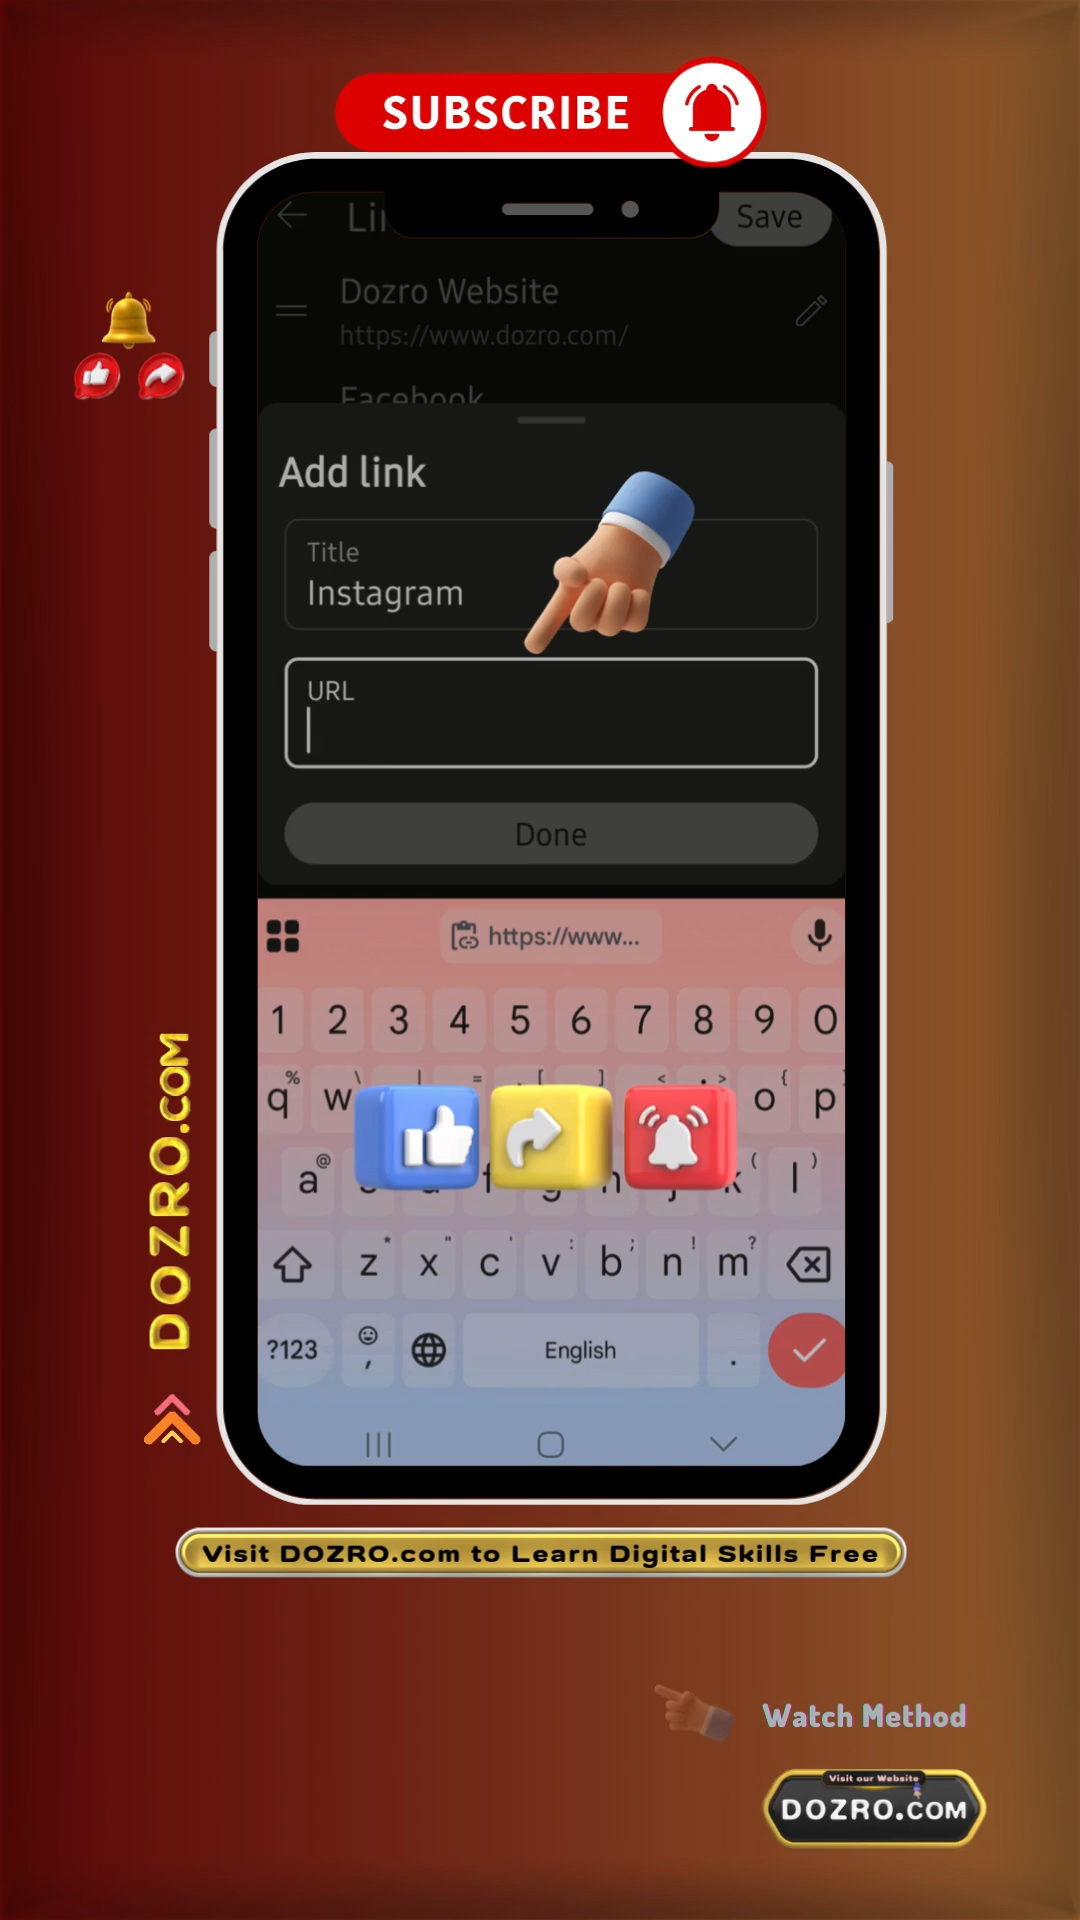 SUBSCRIBE
Save
Dozro Website
https://www.dozro.com/
Facebook
Add link
Title
Instagram
URL
Done
https://www...
1 2 3 4 5 6 7 8 9 0
q w o p
a l
z x c v b n m
?123 , English .
DOZRO.COM
Visit DOZRO.com to Learn Digital Skills Free
Watch Method
Visit our Website
DOZRO.COM